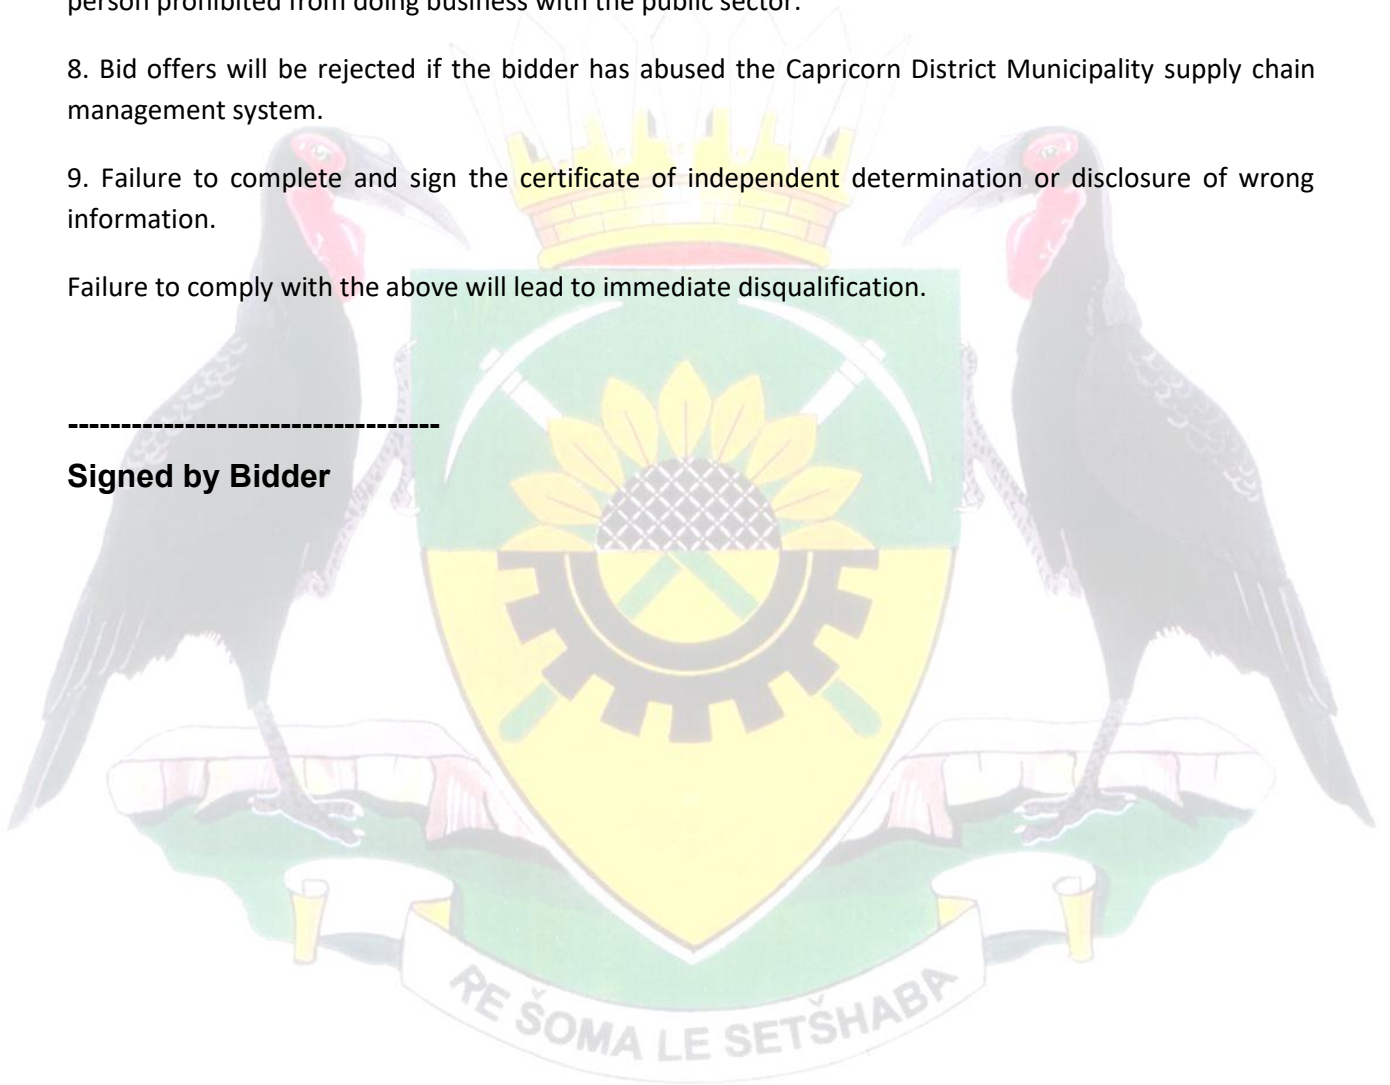 person prohibited from doing business with the public sector.
8. Bid offers will be rejected if the bidder has abused the Capricorn District Municipality supply chain
management system.
9. Failure to complete and sign the certificate of independent determination or disclosure of wrong
information.
Failure to comply with the above will lead to immediate disqualification.
-----------------------------------
Signed by Bidder
RE ŠOMA LE SETŠHABA